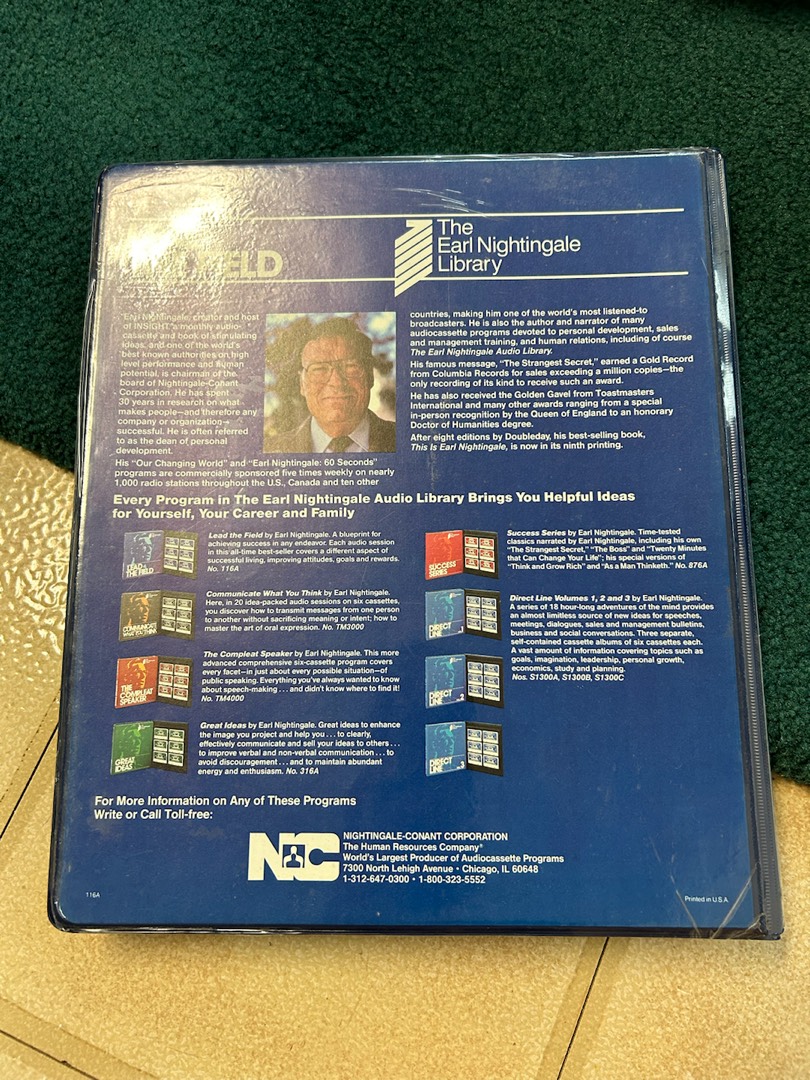 FIELD
The
Earl Nightingale
Library
Earl Nightingale, creator and host
of INSIGHT, a monthly audio-
cassette and book of stimulating
ideas, and one of the world's
best known authorities on high
level performance and human
potential, is chairman of the
board of Nightingale-Conant
Corporation. He has spent
30 years in research on what
makes people—and therefore any
company or organization—
successful. He is often referred
to as the dean of personal
development.
His "Our Changing World" and "Earl Nightingale: 60 Seconds"
programs are commercially sponsored five times weekly on nearly
1,000 radio stations throughout the U.S., Canada and ten other
countries, making him one of the world's most listened-to
broadcasters. He is also the author and narrator of many
audiocassette programs devoted to personal development, sales
and management training, and human relations, including of course
The Earl Nightingale Audio Library.
His famous message, "The Strangest Secret," earned a Gold Record
from Columbia Records for sales exceeding a million copies—the
only recording of its kind to receive such an award.
He has also received the Golden Gavel from Toastmasters
International and many other awards ranging from a special
in-person recognition by the Queen of England to an honorary
Doctor of Humanities degree.
After eight editions by Doubleday, his best-selling book,
This Is Earl Nightingale, is now in its ninth printing.
Every Program in The Earl Nightingale Audio Library Brings You Helpful Ideas
for Yourself, Your Career and Family
LEAD
THE FIELD
Lead the Field by Earl Nightingale. A blueprint for
achieving success in any endeavor. Each audio session
in this all-time best-seller covers a different aspect of
successful living, improving attitudes, goals and rewards.
No. 116A
COMMUNICATE
WHAT YOU THINK
Communicate What You Think by Earl Nightingale.
Here, in 20 idea-packed audio sessions on six cassettes,
you discover how to transmit messages from one person
to another without sacrificing meaning or intent; how to
master the art of oral expression. No. TM3000
THE
COMPLEAT
SPEAKER
The Compleat Speaker by Earl Nightingale. This more
advanced comprehensive six-cassette program covers
every facet—in just about every possible situation—of
public speaking. Everything you've always wanted to know
about speech-making . . . and didn't know where to find it!
No. TM4000
GREAT
IDEAS
Great Ideas by Earl Nightingale. Great ideas to enhance
the image you project and help you . . . to clearly,
effectively communicate and sell your ideas to others . . .
to improve verbal and non-verbal communication . . . to
avoid discouragement . . . and to maintain abundant
energy and enthusiasm. No. 316A
SUCCESS
SERIES
Success Series by Earl Nightingale. Time-tested
classics narrated by Earl Nightingale, including his own
"The Strangest Secret," "The Boss" and "Twenty Minutes
that Can Change Your Life"; his special versions of
"Think and Grow Rich" and "As a Man Thinketh." No. 876A
DIRECT
LINE
Direct Line Volumes 1, 2 and 3 by Earl Nightingale.
A series of 18 hour-long adventures of the mind provides
an almost limitless source of new ideas for speeches,
meetings, dialogues, sales and management bulletins,
business and social conversations. Three separate,
self-contained cassette albums of six cassettes each.
A vast amount of information covering topics such as
goals, imagination, leadership, personal growth,
economics, study and planning.
Nos. S1300A, S1300B, S1300C
DIRECT
LINE 2
DIRECT
LINE 3
For More Information on Any of These Programs
Write or Call Toll-free:
NC
NIGHTINGALE-CONANT CORPORATION
The Human Resources Company®
World's Largest Producer of Audiocassette Programs
7300 North Lehigh Avenue • Chicago, IL 60648
1-312-647-0300 • 1-800-323-5552
116A
Printed in U.S.A.